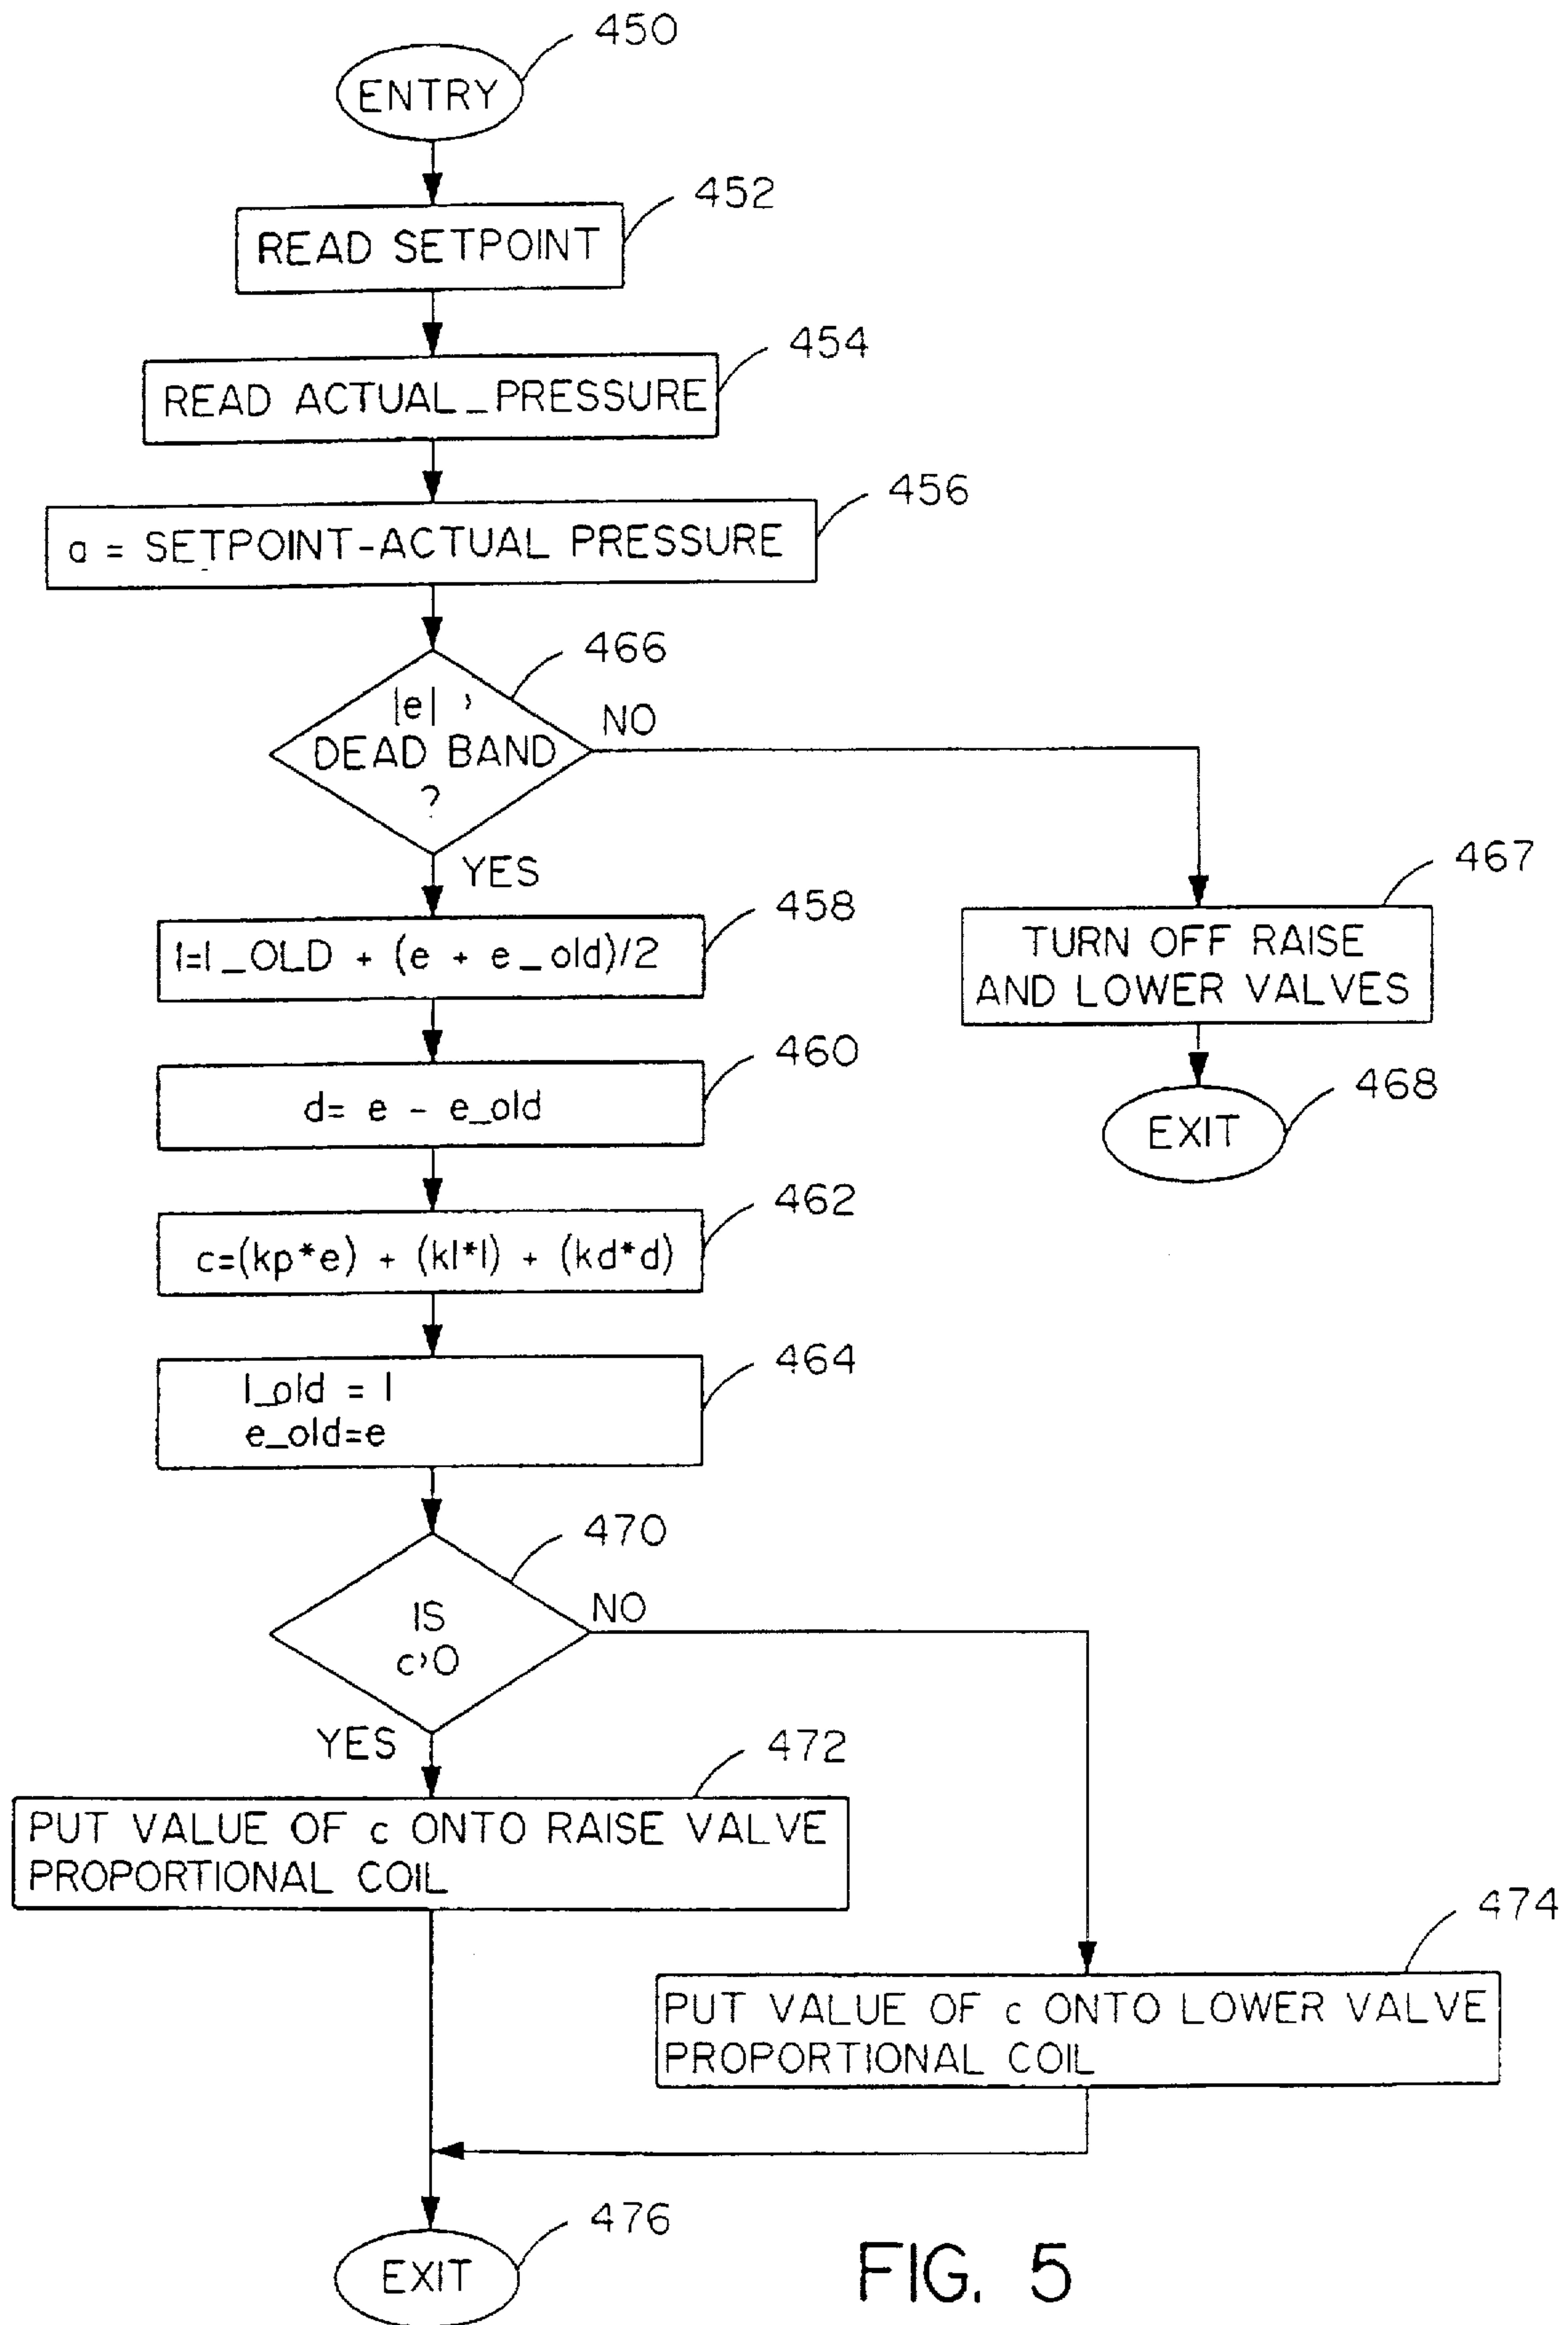 450
ENTRY
452
READ SETPOINT
454
READ ACTUAL_PRESSURE
456
a = SETPOINT-ACTUAL PRESSURE
466
|e| >
DEAD BAND
?
NO
YES
467
TURN OFF RAISE
AND LOWER VALVES
458
I=I_OLD + (e + e_old)/2
460
d= e - e_old
468
EXIT
462
c=(kp*e) + (kI*I) + (kd*d)
464
I_old = I
e_old=e
470
IS
c>0
NO
YES
472
PUT VALUE OF c ONTO RAISE VALVE
PROPORTIONAL COIL
474
PUT VALUE OF c ONTO LOWER VALVE
PROPORTIONAL COIL
476
EXIT
FIG. 5